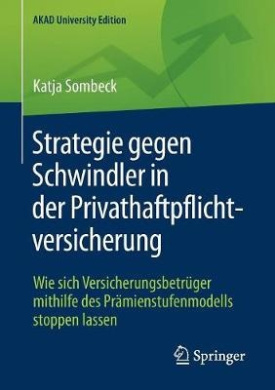 AKAD University Edition
Katja Sombeck
Strategie gegen
Schwindler in
der Privathaftpflicht-
versicherung
Wie sich Versicherungsbetrüger
mithilfe des Prämienstufenmodells
stoppen lassen
Springer